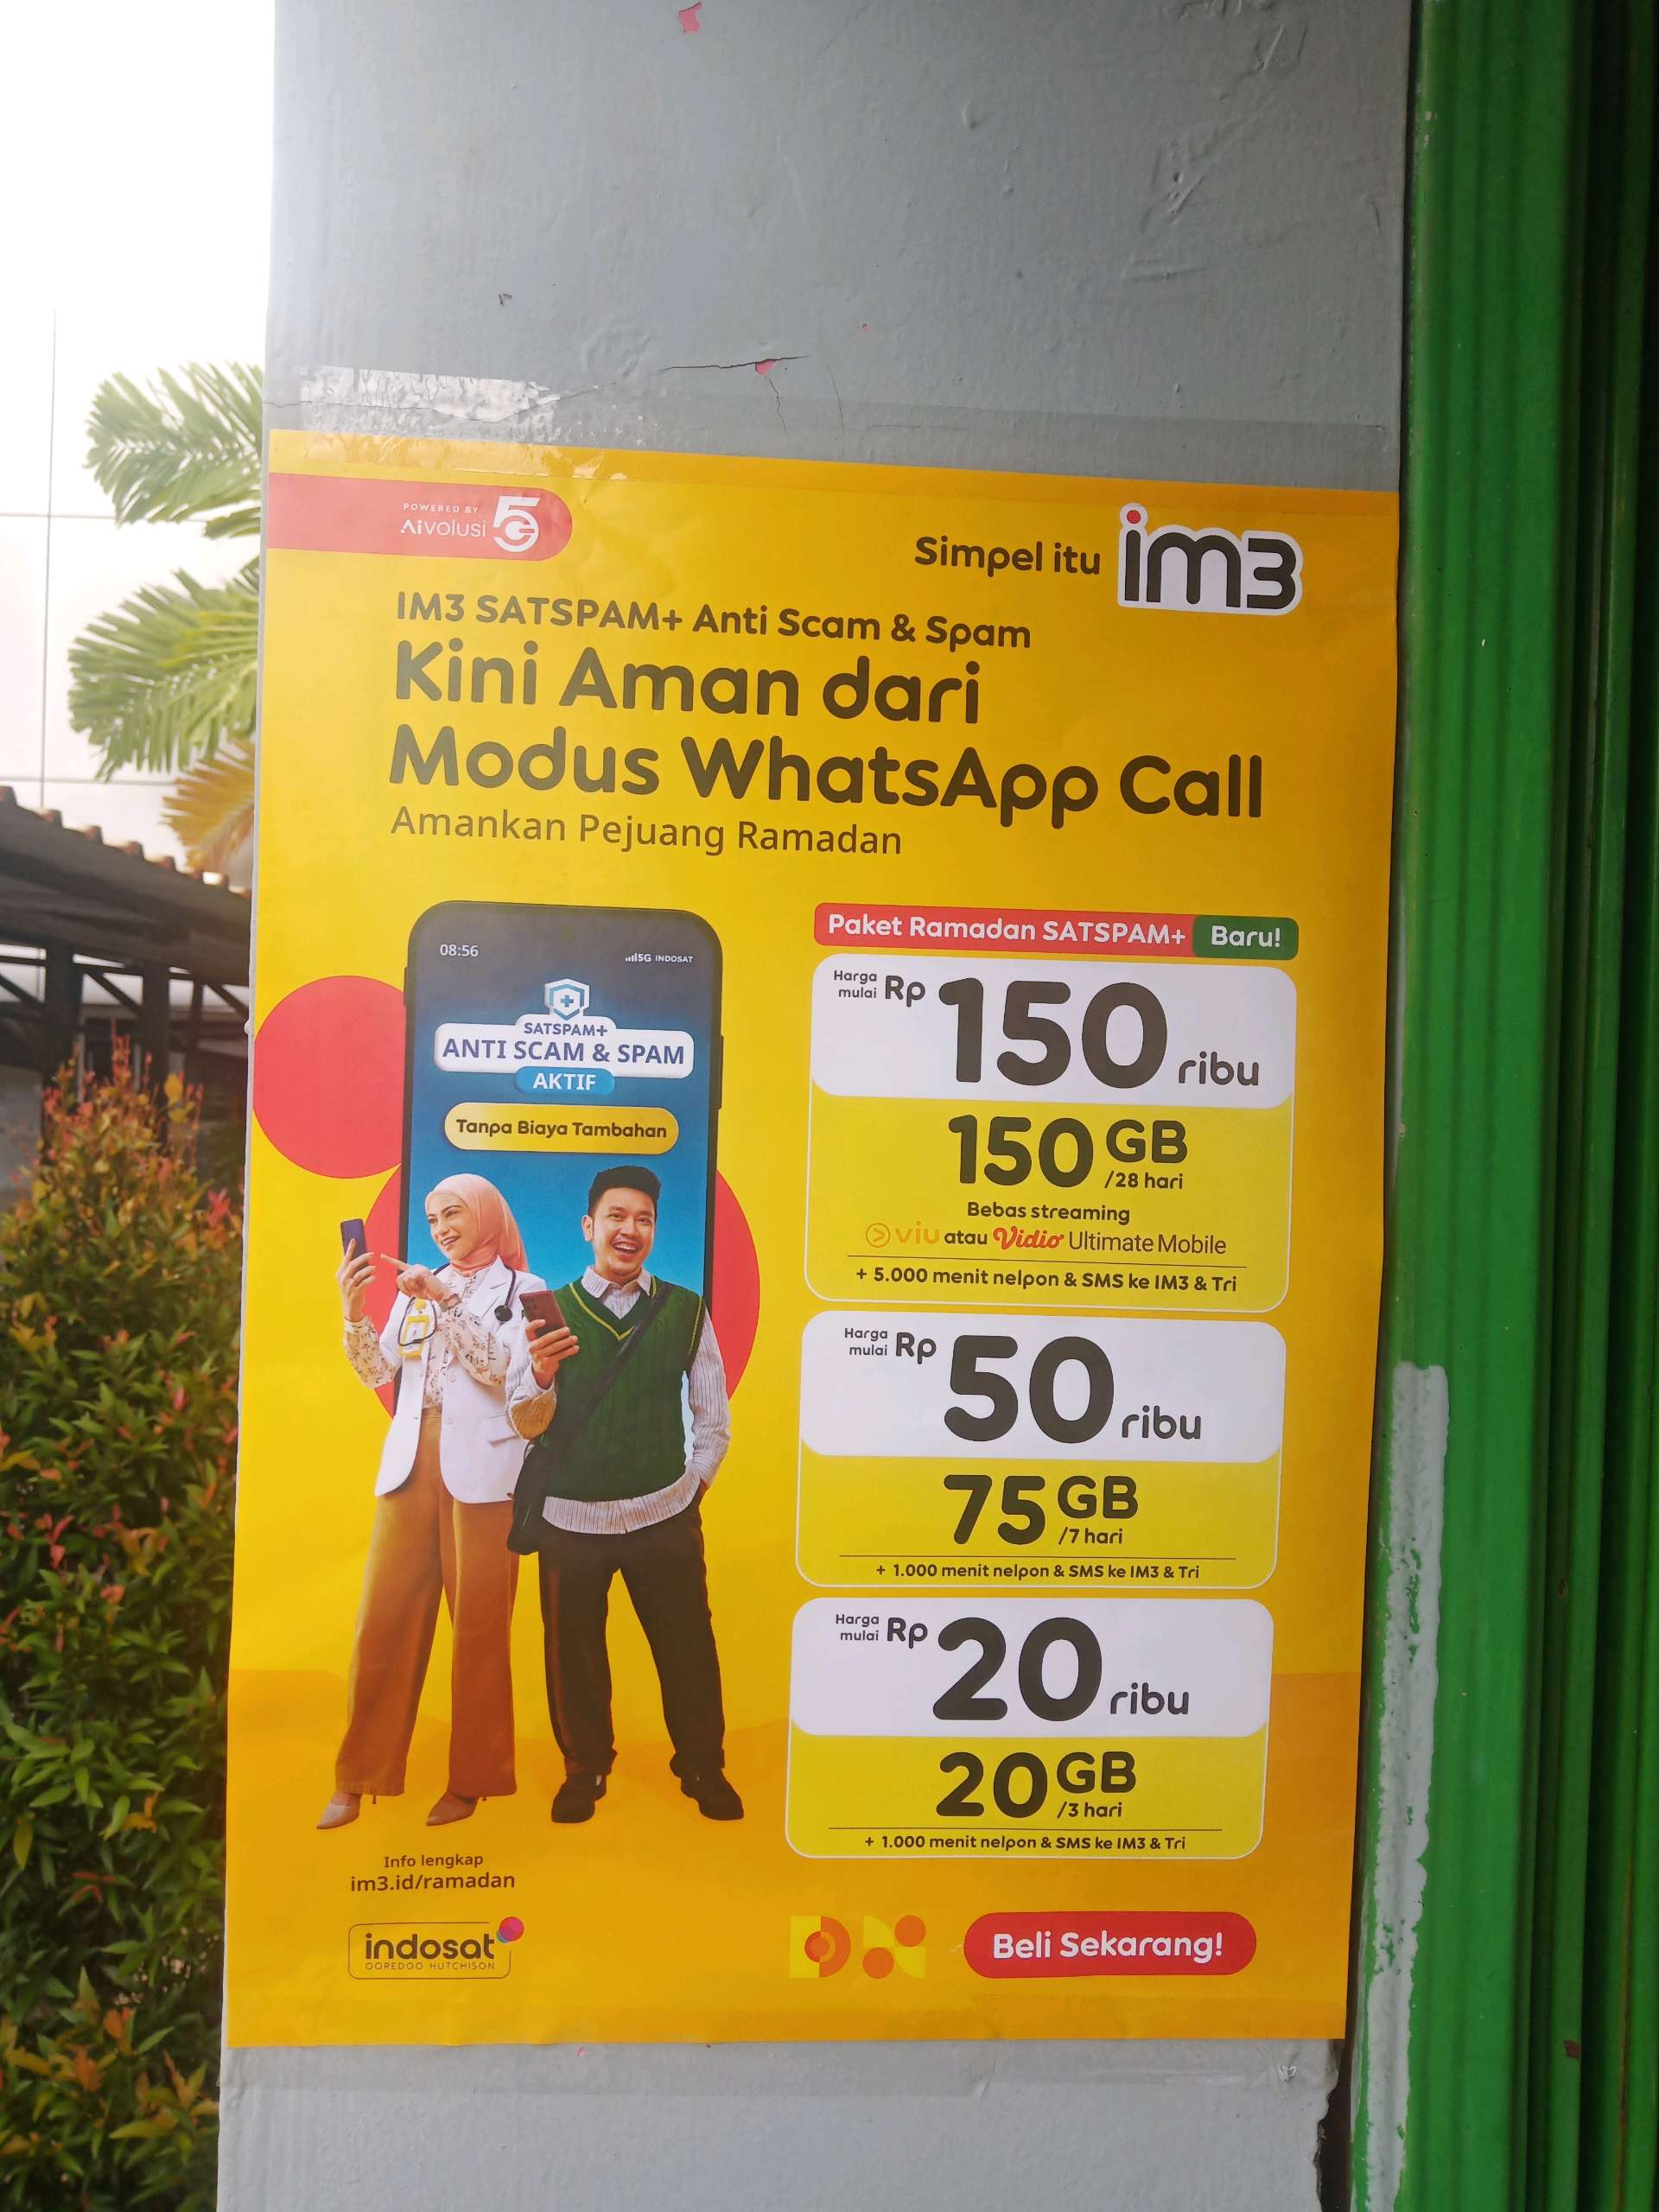 POWERED BY
AIvolusi 5G
Simpel itu im3
IM3 SATSPAM+ Anti Scam & Spam
Kini Aman dari
Modus WhatsApp Call
Amankan Pejuang Ramadan
08:56
5G INDOSAT
SATSPAM+
ANTI SCAM & SPAM
AKTIF
Tanpa Biaya Tambahan
Paket Ramadan SATSPAM+ Baru!
Harga mulai Rp 150 ribu
150 GB
/28 hari
Bebas streaming
viu atau Vidio Ultimate Mobile
+ 5.000 menit nelpon & SMS ke IM3 & Tri
Harga mulai Rp 50 ribu
75 GB
/7 hari
+ 1.000 menit nelpon & SMS ke IM3 & Tri
Harga mulai Rp 20 ribu
20 GB
/3 hari
+ 1.000 menit nelpon & SMS ke IM3 & Tri
Info lengkap
im3.id/ramadan
indosat
OOREDOO HUTCHISON
Beli Sekarang!